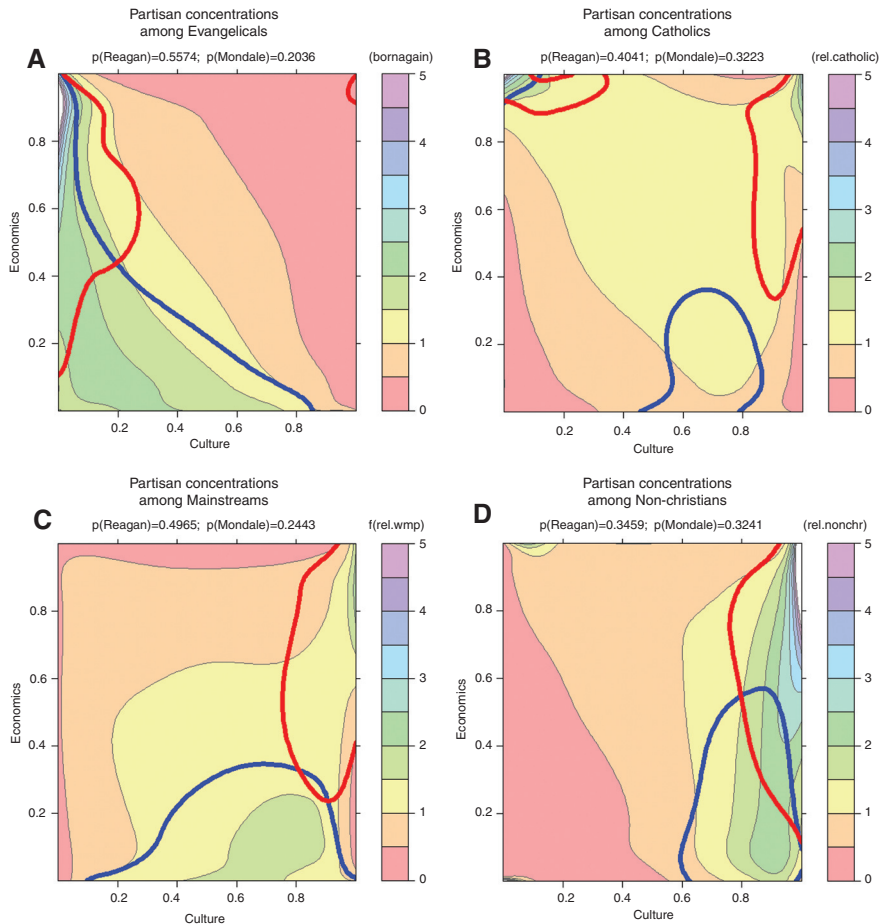 Partisan concentrations
among Evangelicals
A
p(Reagan)=0.5574; p(Mondale)=0.2036
(bornagain)
0.8
0.6
0.4
0.2
Economics
0.2
0.4
0.6
0.8
Culture
5
4
3
2
1
0
Partisan concentrations
among Catholics
B
p(Reagan)=0.4041; p(Mondale)=0.3223
(rel.catholic)
0.8
0.6
0.4
0.2
Economics
0.2
0.4
0.6
0.8
Culture
5
4
3
2
1
0
Partisan concentrations
among Mainstreams
C
p(Reagan)=0.4965; p(Mondale)=0.2443
f(rel.wmp)
0.8
0.6
0.4
0.2
Economics
0.2
0.4
0.6
0.8
Culture
5
4
3
2
1
0
Partisan concentrations
among Non-christians
D
p(Reagan)=0.3459; p(Mondale)=0.3241
(rel.nonchr)
0.8
0.6
0.4
0.2
Economics
0.2
0.4
0.6
0.8
Culture
5
4
3
2
1
0